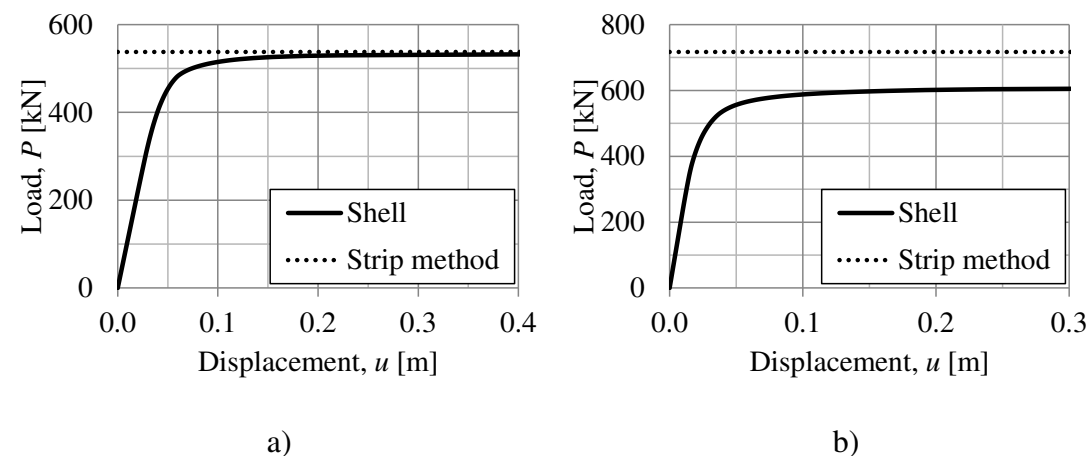 600
400
200
0
Load, P [kN]
Shell
Strip method
0.0 0.1 0.2 0.3 0.4
Displacement, u [m]
a)
800
600
400
200
0
Load, P [kN]
Shell
Strip method
0.0 0.1 0.2 0.3
Displacement, u [m]
b)